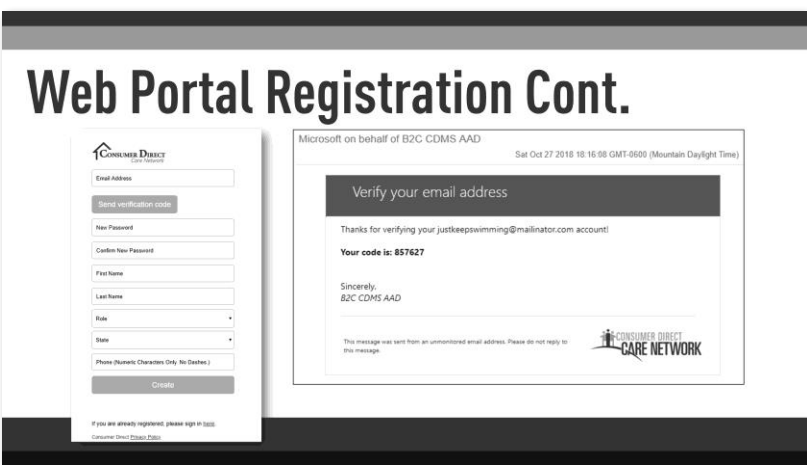 Web Portal Registration Cont.
CONSUMER DIRECT
Care Network
Email Address
Send verification code
New Password
Confirm New Password
First Name
Last Name
Role
State
Phone (Numeric Characters Only. No Dashes.)
Create
If you are already registered, please sign in here.
Consumer Direct Privacy Policy
Microsoft on behalf of B2C CDMS AAD
Sat Oct 27 2018 18:16:08 GMT-0600 (Mountain Daylight Time)
Verify your email address
Thanks for verifying your justkeepswimming@mailinator.com account!
Your code is: 857627
Sincerely,
B2C CDMS AAD
This message was sent from an unmonitored email address. Please do not reply to
this message.
CONSUMER DIRECT
CARE NETWORK